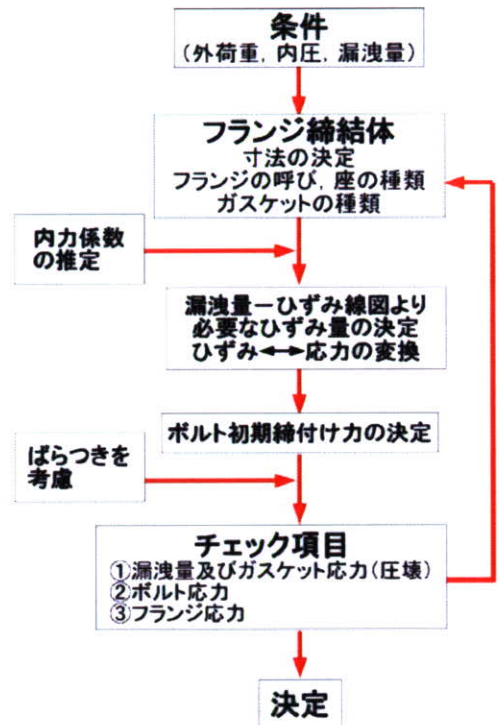 条件
（外荷重，内圧，漏洩量）
フランジ締結体
寸法の決定
フランジの呼び，座の種類
ガスケットの種類
内力係数
の推定
漏洩量－ひずみ線図より
必要なひずみ量の決定
ひずみ↔応力の変換
ボルト初期締付け力の決定
ばらつきを
考慮
チェック項目
①漏洩量及びガスケット応力（圧壊）
②ボルト応力
③フランジ応力
決定